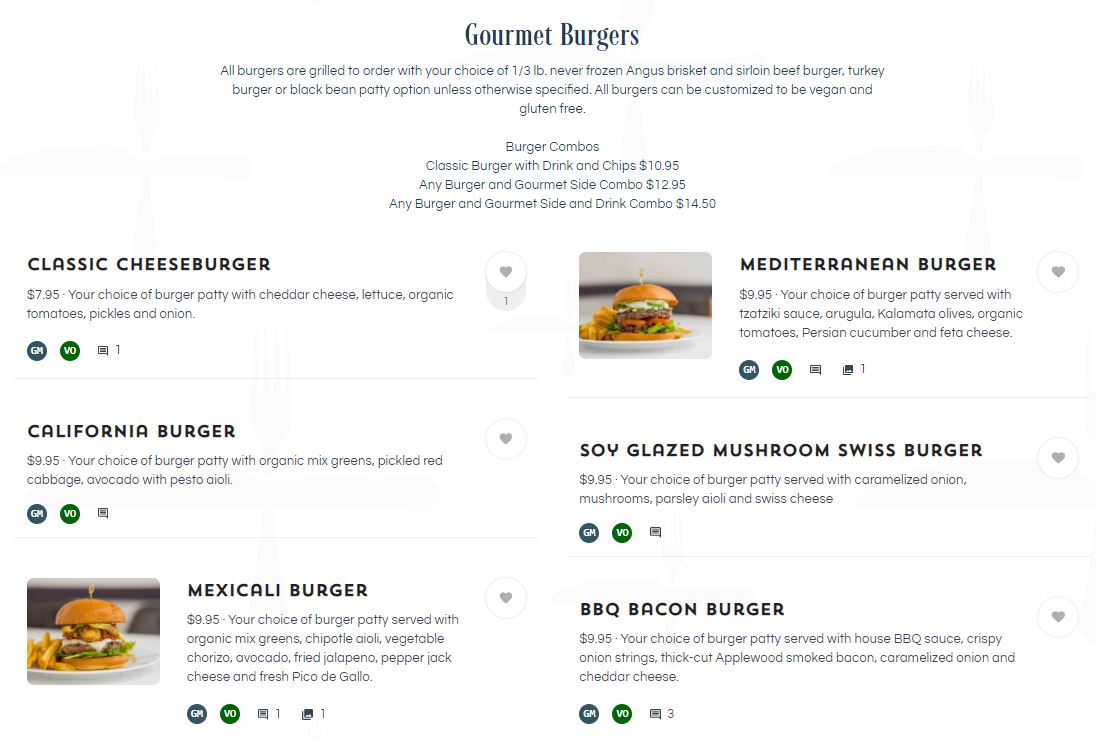 Gourmet Burgers
All burgers are grilled to order with your choice of 1/3 lb. never frozen Angus brisket and sirloin beef burger, turkey
burger or black bean patty option unless otherwise specified. All burgers can be customized to be vegan and
gluten free.
Burger Combos
Classic Burger with Drink and Chips $10.95
Any Burger and Gourmet Side Combo $12.95
Any Burger and Gourmet Side and Drink Combo $14.50
CLASSIC CHEESEBURGER
1
$7.95 · Your choice of burger patty with cheddar cheese, lettuce, organic
tomatoes, pickles and onion.
GM VO 1
CALIFORNIA BURGER
$9.95 · Your choice of burger patty with organic mix greens, pickled red
cabbage, avocado with pesto aioli.
GM VO
MEXICALI BURGER
$9.95 · Your choice of burger patty served with
organic mix greens, chipotle aioli, vegetable
chorizo, avocado, fried jalapeno, pepper jack
cheese and fresh Pico de Gallo.
GM VO 1 1
MEDITERRANEAN BURGER
$9.95 · Your choice of burger patty served with
tzatziki sauce, arugula, Kalamata olives, organic
tomatoes, Persian cucumber and feta cheese.
GM VO 1
SOY GLAZED MUSHROOM SWISS BURGER
$9.95 · Your choice of burger patty served with caramelized onion,
mushrooms, parsley aioli and swiss cheese
GM VO
BBQ BACON BURGER
$9.95 · Your choice of burger patty served with house BBQ sauce, crispy
onion strings, thick-cut Applewood smoked bacon, caramelized onion and
cheddar cheese.
GM VO 3